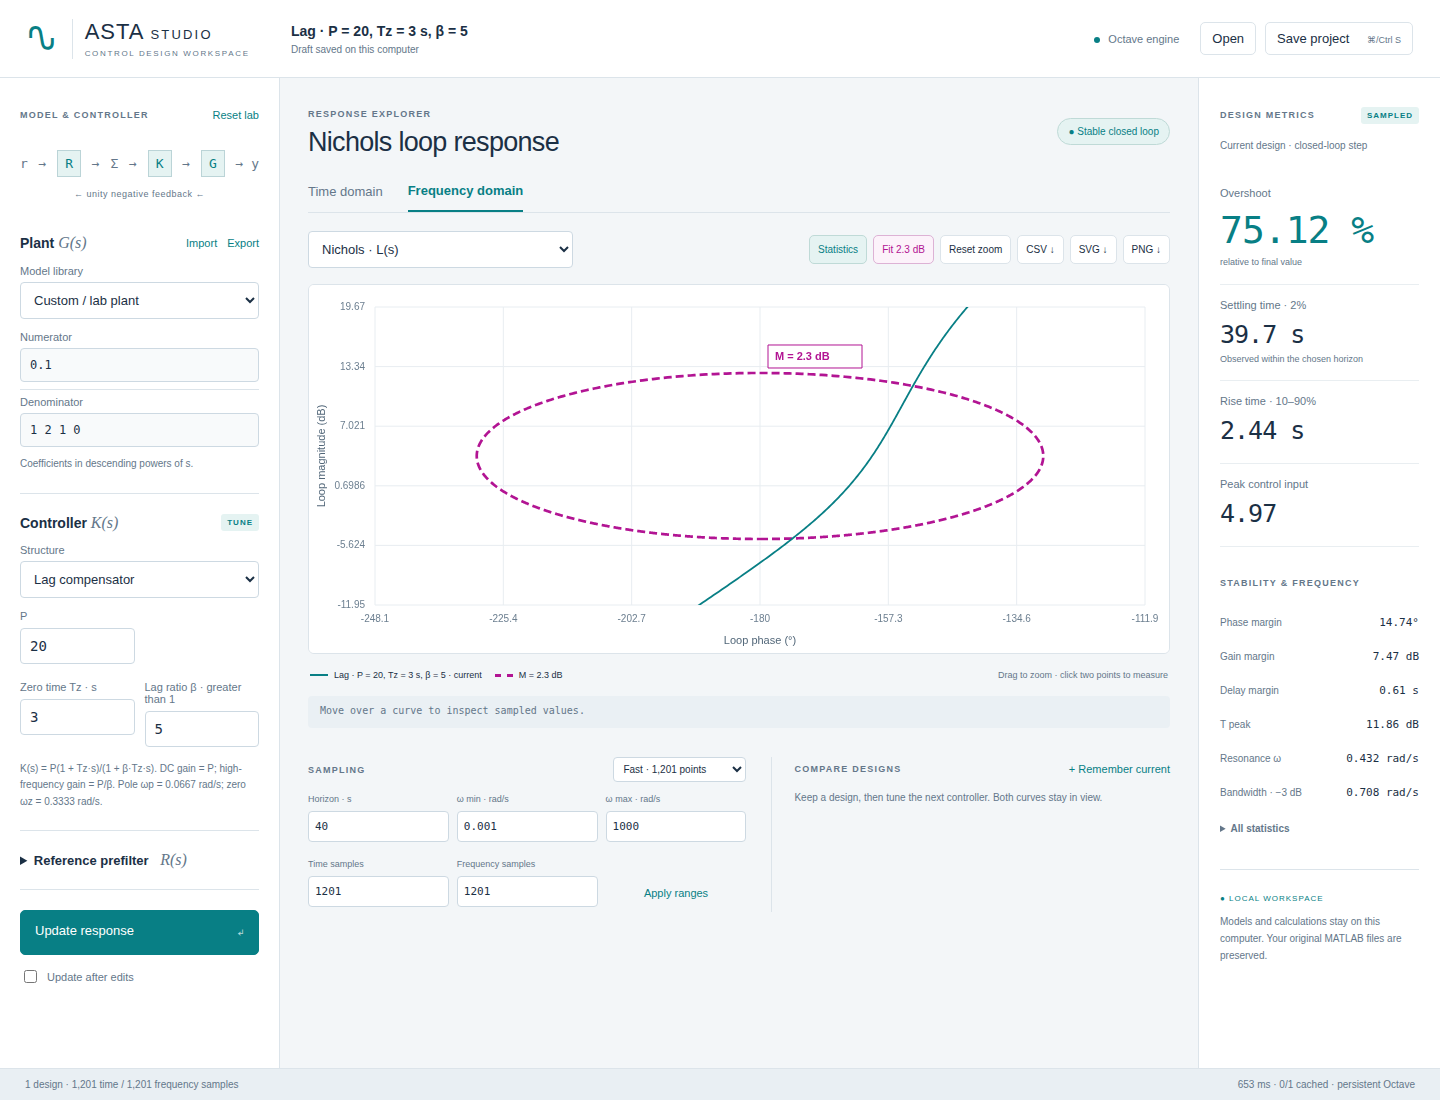 ASTA STUDIO
CONTROL DESIGN WORKSPACE
Lag · P = 20, Tz = 3 s, β = 5
Draft saved on this computer
● Octave engine
Open
Save project ⌘/Ctrl S
MODEL & CONTROLLER
Reset lab
r → R → Σ → K → G → y
← unity negative feedback ←
Plant G(s)
Import Export
Model library
Custom / lab plant
Numerator
0.1
Denominator
1 2 1 0
Coefficients in descending powers of s.
Controller K(s)
TUNE
Structure
Lag compensator
P
20
Zero time Tz · s
3
Lag ratio β · greater
than 1
5
K(s) = P(1 + Tz·s)/(1 + β·Tz·s). DC gain = P; high-
frequency gain = P/β. Pole ωp = 0.0667 rad/s; zero
ωz = 0.3333 rad/s.
Reference prefilter R(s)
Update response ↲
Update after edits
RESPONSE EXPLORER
Nichols loop response
● Stable closed loop
Time domain
Frequency domain
Nichols · L(s)
Statistics
Fit 2.3 dB
Reset zoom
CSV ↓
SVG ↓
PNG ↓
19.67
13.34
7.021
0.6986
-5.624
-11.95
Loop magnitude (dB)
M = 2.3 dB
-248.1
-225.4
-202.7
-180
-157.3
-134.6
-111.9
Loop phase (°)
Lag · P = 20, Tz = 3 s, β = 5 · current
M = 2.3 dB
Drag to zoom · click two points to measure
Move over a curve to inspect sampled values.
SAMPLING
Fast · 1,201 points
Horizon · s
40
ω min · rad/s
0.001
ω max · rad/s
1000
Time samples
1201
Frequency samples
1201
Apply ranges
COMPARE DESIGNS
+ Remember current
Keep a design, then tune the next controller. Both curves stay in view.
DESIGN METRICS
SAMPLED
Current design · closed-loop step
Overshoot
75.12 %
relative to final value
Settling time · 2%
39.7 s
Observed within the chosen horizon
Rise time · 10–90%
2.44 s
Peak control input
4.97
STABILITY & FREQUENCY
Phase margin 14.74°
Gain margin 7.47 dB
Delay margin 0.61 s
T peak 11.86 dB
Resonance ω 0.432 rad/s
Bandwidth · −3 dB 0.708 rad/s
All statistics
● LOCAL WORKSPACE
Models and calculations stay on this
computer. Your original MATLAB files are
preserved.
1 design · 1,201 time / 1,201 frequency samples
653 ms · 0/1 cached · persistent Octave